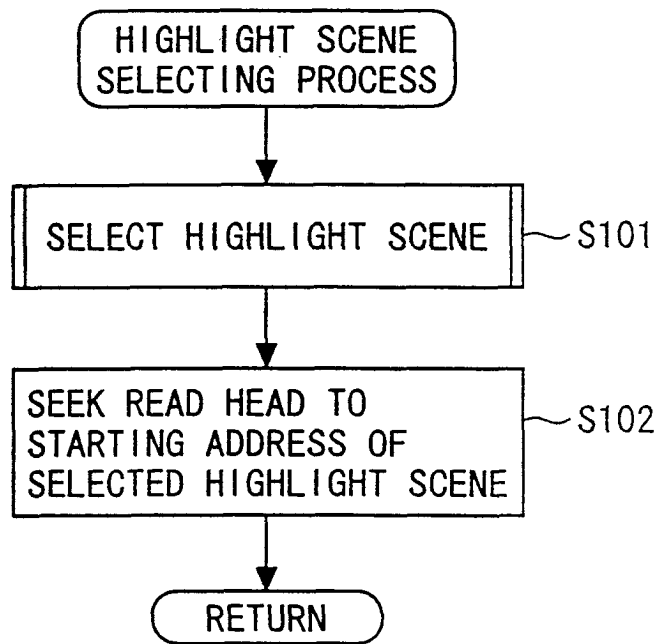 HIGHLIGHT SCENE
SELECTING PROCESS
SELECT HIGHLIGHT SCENE
S101
SEEK READ HEAD TO
STARTING ADDRESS OF
SELECTED HIGHLIGHT SCENE
S102
RETURN